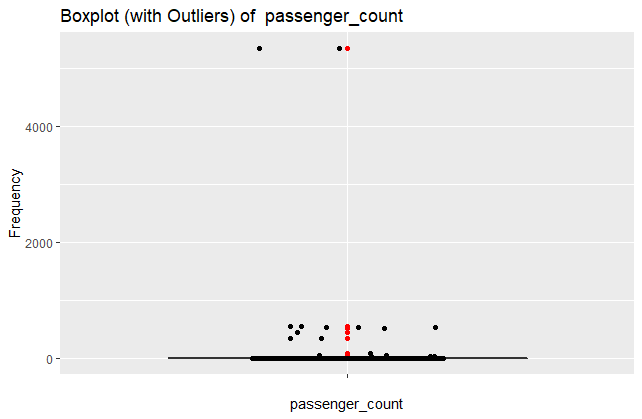 Boxplot (with Outliers) of  passenger_count
4000
2000
0
Frequency
passenger_count